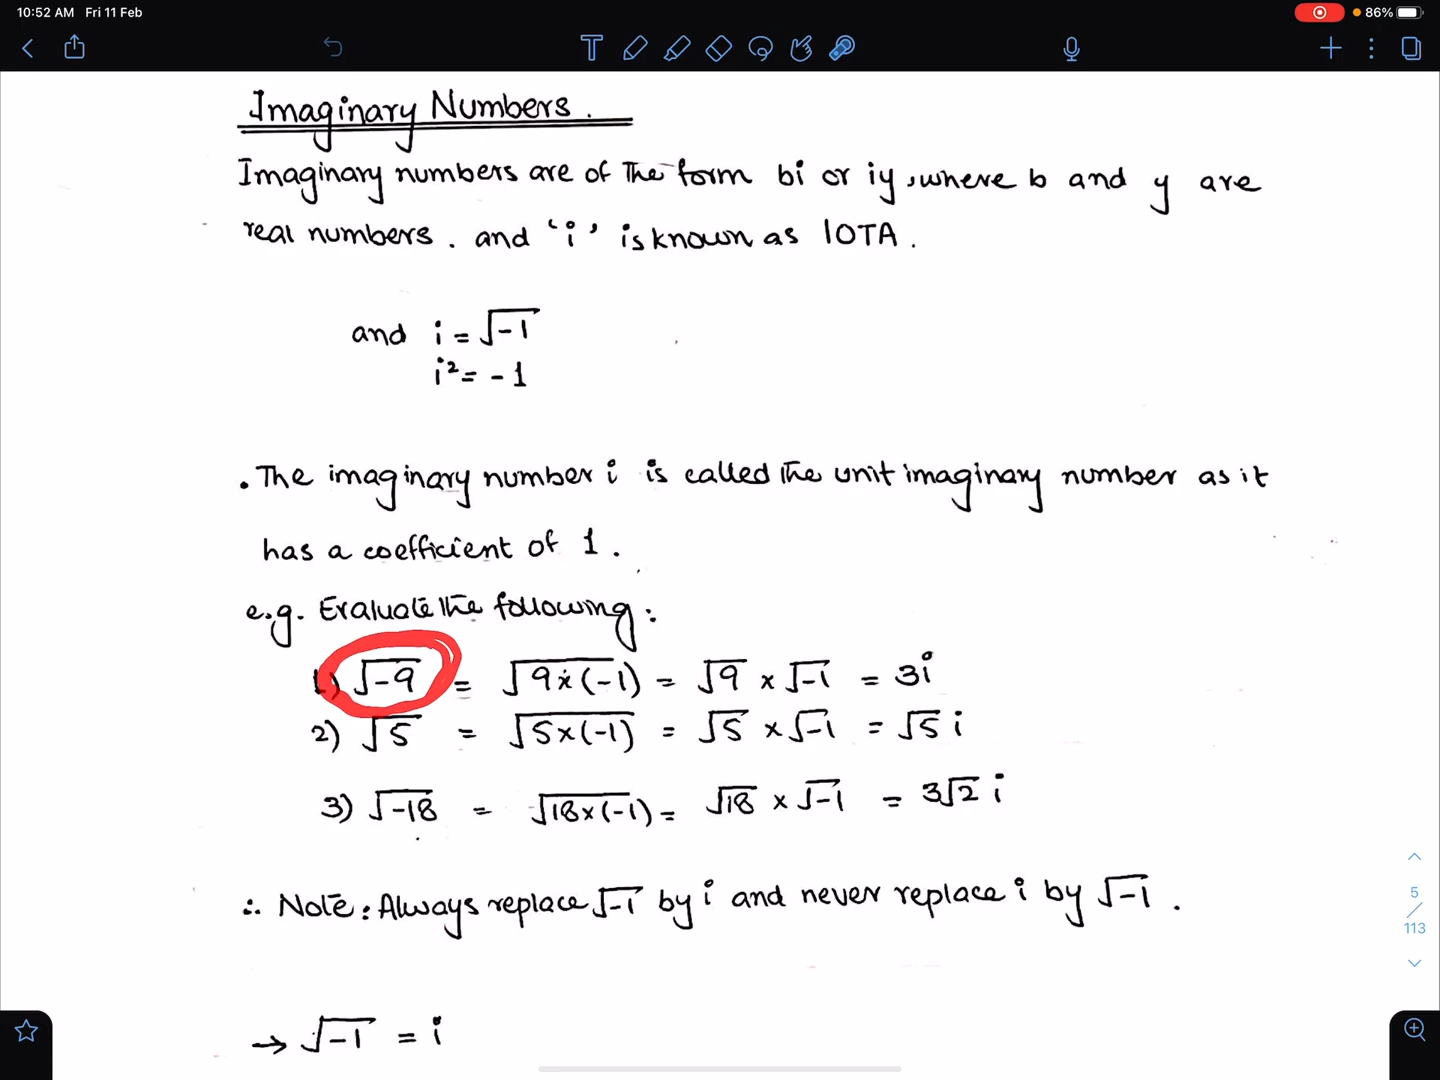 10:52 AM Fri 11 Feb
86%
Imaginary Numbers.
Imaginary numbers are of The form bi or iy, where b and y are
real numbers. and 'i' is known as IOTA.
and i = √-1
i² = -1
. The imaginary number i is called The unit imaginary number as it
has a coefficient of 1.
e.g. Evaluate The following:
1) √-9 = √9×(-1) = √9 × √-1 = 3i
2) √5 = √5×(-1) = √5 × √-1 = √5 i
3) √-18 = √18×(-1) = √18 × √-1 = 3√2 i
∴ Note: Always replace √-1 by i and never replace i by √-1.
→ √-1 = i
5
/
113